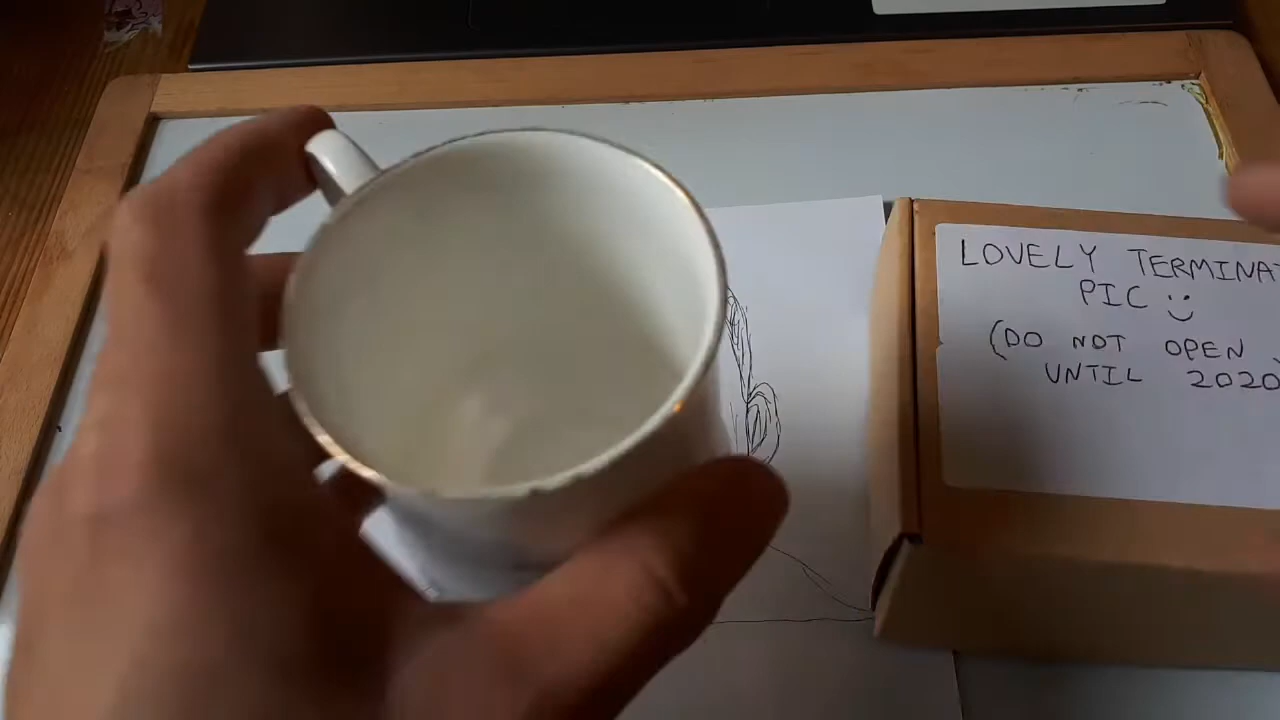 LOVELY TERMINA
PIC :)
(DO NOT OPEN
UNTIL 2020